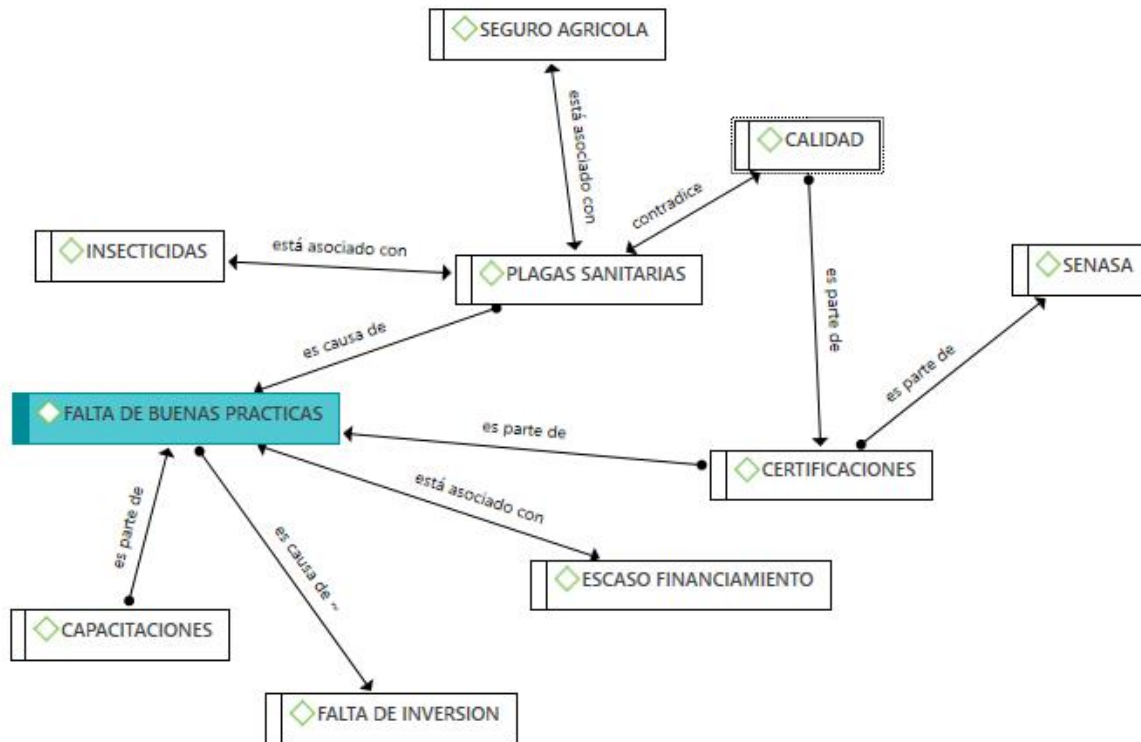 SEGURO AGRICOLA
está asociado con
CALIDAD
contradice
INSECTICIDAS
está asociado con
PLAGAS SANITARIAS
SENASA
es causa de
es parte de
es parte de
FALTA DE BUENAS PRACTICAS
es parte de
CERTIFICACIONES
está asociado con
es parte de
es causa de ~
ESCASO FINANCIAMIENTO
CAPACITACIONES
FALTA DE INVERSION